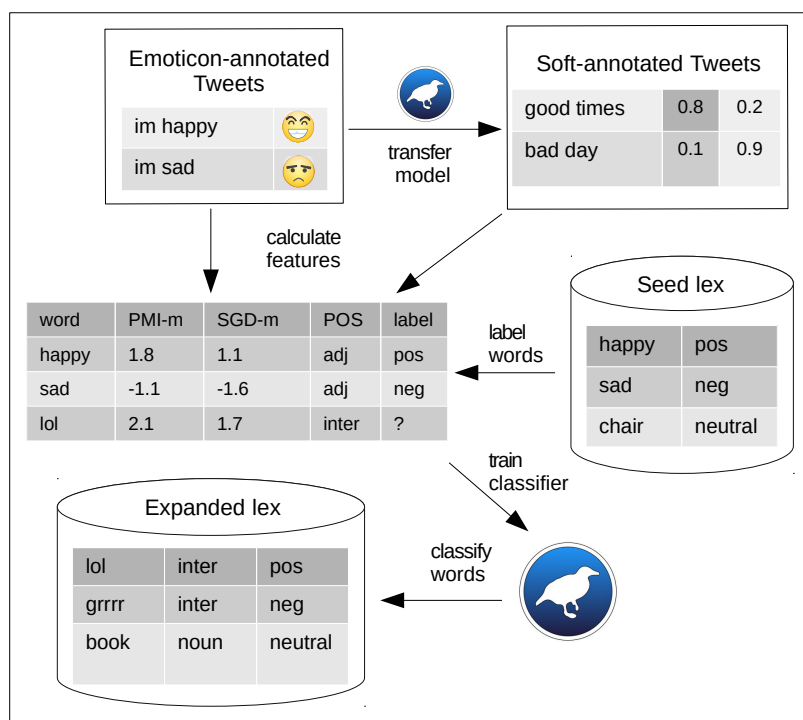 Emoticon-annotated
Tweets
im happy
im sad
transfer
model
Soft-annotated Tweets
good times 0.8 0.2
bad day 0.1 0.9
calculate
features
word PMI-m SGD-m POS label
happy 1.8 1.1 adj pos
sad -1.1 -1.6 adj neg
lol 2.1 1.7 inter ?
label
words
Seed lex
happy pos
sad neg
chair neutral
train
classifier
Expanded lex
lol inter pos
grrrr inter neg
book noun neutral
classify
words